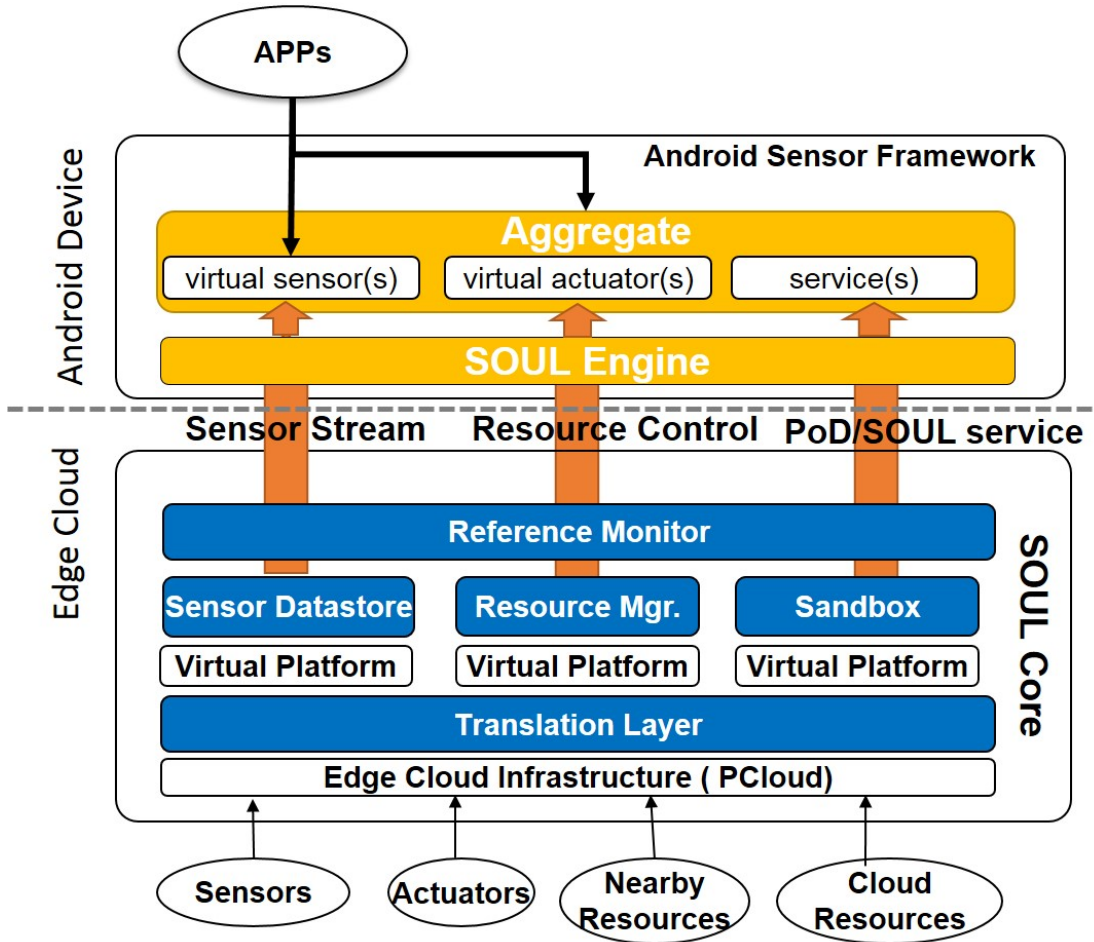 APPs
Android Device
Android Sensor Framework
Aggregate
virtual sensor(s)
virtual actuator(s)
service(s)
SOUL Engine
Sensor Stream
Resource Control
PoD/SOUL service
Edge Cloud
SOUL Core
Reference Monitor
Sensor Datastore
Resource Mgr.
Sandbox
Virtual Platform
Virtual Platform
Virtual Platform
Translation Layer
Edge Cloud Infrastructure ( PCloud)
Sensors
Actuators
Nearby
Resources
Cloud
Resources